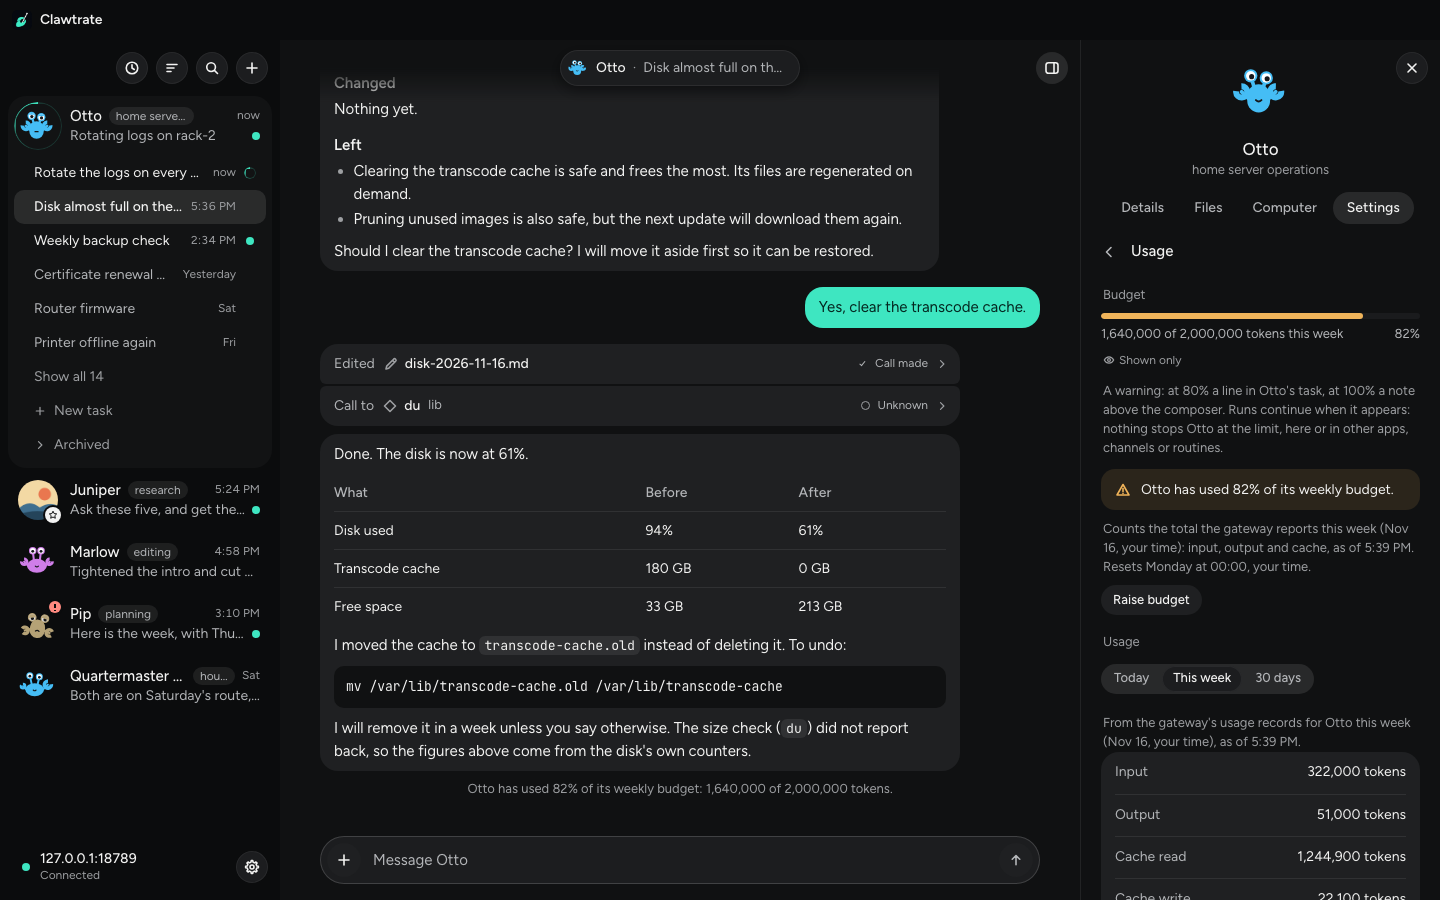 Clawtrate
Otto home serve... now
Rotating logs on rack-2
Rotate the logs on every ... now
Disk almost full on the... 5:36 PM
Weekly backup check 2:34 PM
Certificate renewal ... Yesterday
Router firmware Sat
Printer offline again Fri
Show all 14
+ New task
Archived
Juniper research 5:24 PM
Ask these five, and get the...
Marlow editing 4:58 PM
Tightened the intro and cut ...
Pip planning 3:10 PM
Here is the week, with Thu...
Quartermaster ... hou... Sat
Both are on Saturday's route,...
127.0.0.1:18789
Connected
Otto · Disk almost full on th...
Changed
Nothing yet.
Left
• Clearing the transcode cache is safe and frees the most. Its files are regenerated on
demand.
• Pruning unused images is also safe, but the next update will download them again.
Should I clear the transcode cache? I will move it aside first so it can be restored.
Yes, clear the transcode cache.
Edited disk-2026-11-16.md Call made
Call to du lib Unknown
Done. The disk is now at 61%.
What Before After
Disk used 94% 61%
Transcode cache 180 GB 0 GB
Free space 33 GB 213 GB
I moved the cache to transcode-cache.old instead of deleting it. To undo:
mv /var/lib/transcode-cache.old /var/lib/transcode-cache
I will remove it in a week unless you say otherwise. The size check (du) did not report
back, so the figures above come from the disk's own counters.
Otto has used 82% of its weekly budget: 1,640,000 of 2,000,000 tokens.
Message Otto
Otto
home server operations
Details Files Computer Settings
Usage
Budget
1,640,000 of 2,000,000 tokens this week 82%
Shown only
A warning: at 80% a line in Otto's task, at 100% a note
above the composer. Runs continue when it appears:
nothing stops Otto at the limit, here or in other apps,
channels or routines.
Otto has used 82% of its weekly budget.
Counts the total the gateway reports this week (Nov
16, your time): input, output and cache, as of 5:39 PM.
Resets Monday at 00:00, your time.
Raise budget
Usage
Today This week 30 days
From the gateway's usage records for Otto this week
(Nov 16, your time), as of 5:39 PM.
Input 322,000 tokens
Output 51,000 tokens
Cache read 1,244,900 tokens
Cache write 22,100 tokens